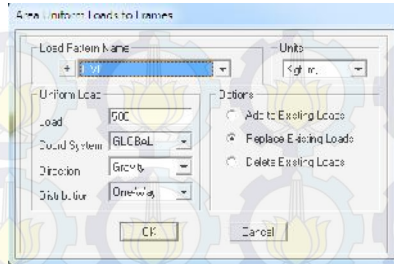 Area Uniform Loads to Frames
Load Pattern Name
+
Units
Uniform Load
Load 500
Coord System GLOBAL
Direction Gravity
Distribution One-Way
Options
Add to Existing Loads
Replace Existing Loads
Delete Existing Loads
OK
Cancel